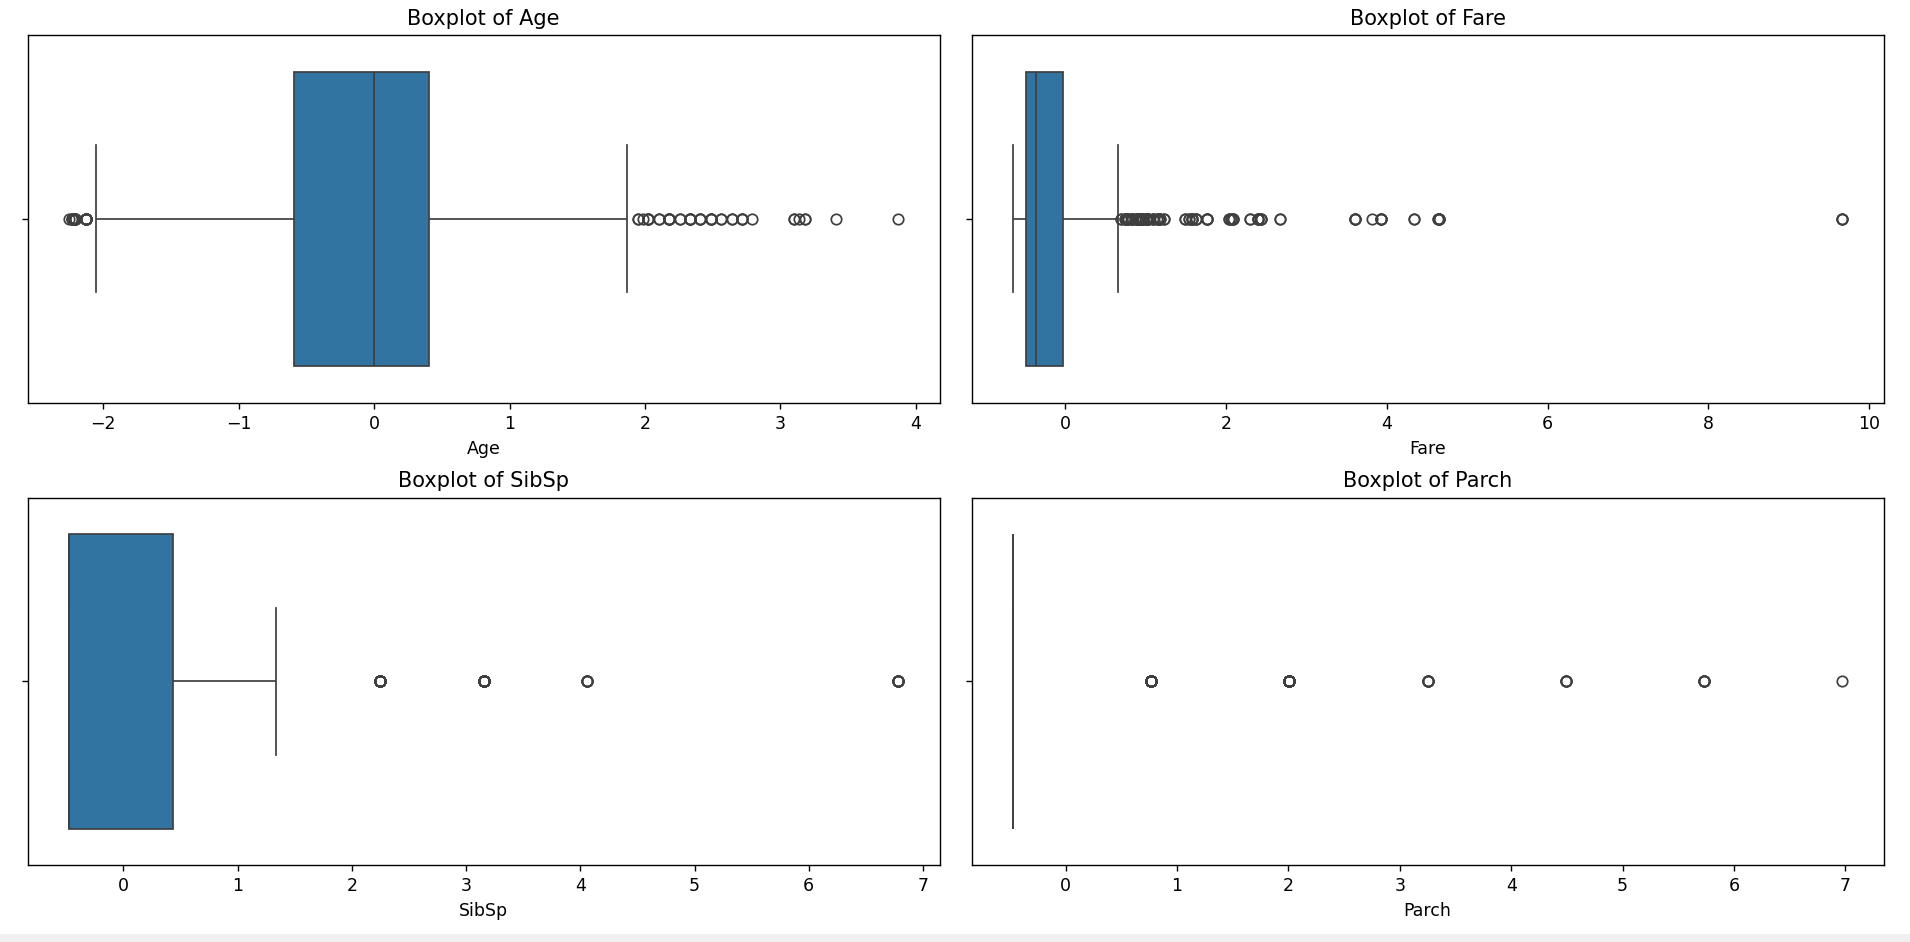 Boxplot of Age
−2 −1 0 1 2 3 4
Age
Boxplot of Fare
0 2 4 6 8 10
Fare
Boxplot of SibSp
0 1 2 3 4 5 6 7
SibSp
Boxplot of Parch
0 1 2 3 4 5 6 7
Parch